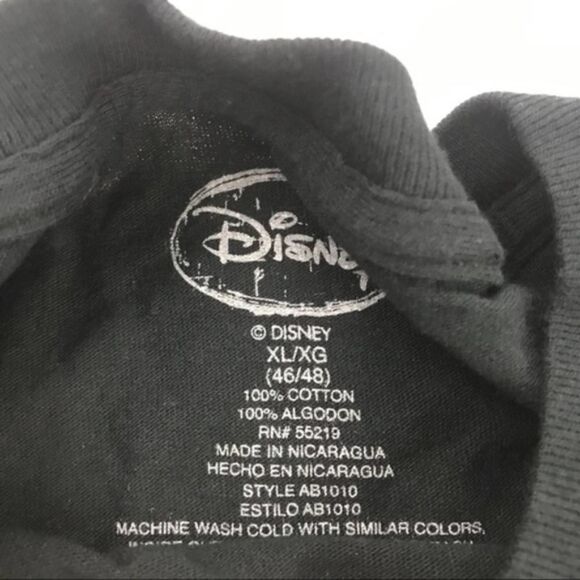 Disney
© DISNEY
XL/XG
(46/48)
100% COTTON
100% ALGODON
RN# 55219
MADE IN NICARAGUA
HECHO EN NICARAGUA
STYLE AB1010
ESTILO AB1010
MACHINE WASH COLD WITH SIMILAR COLORS,